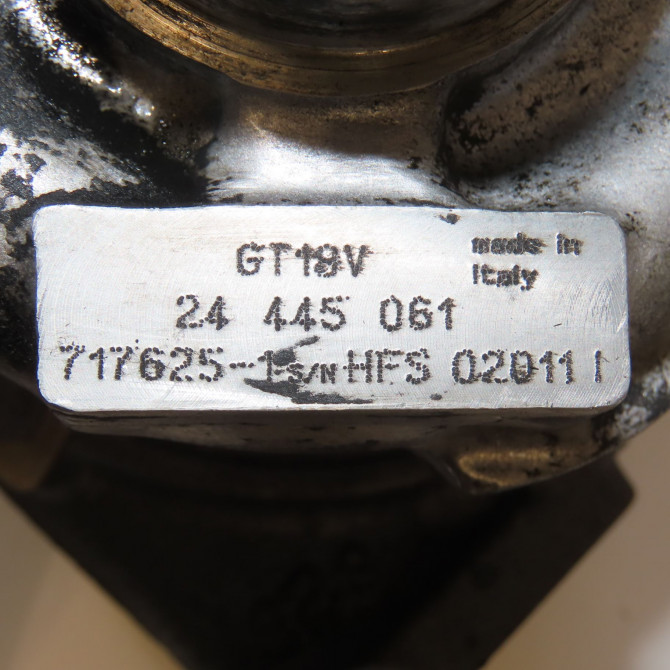 GT18V
made in
Italy
24 445 061
717625-1 S/N HFS 02011 I